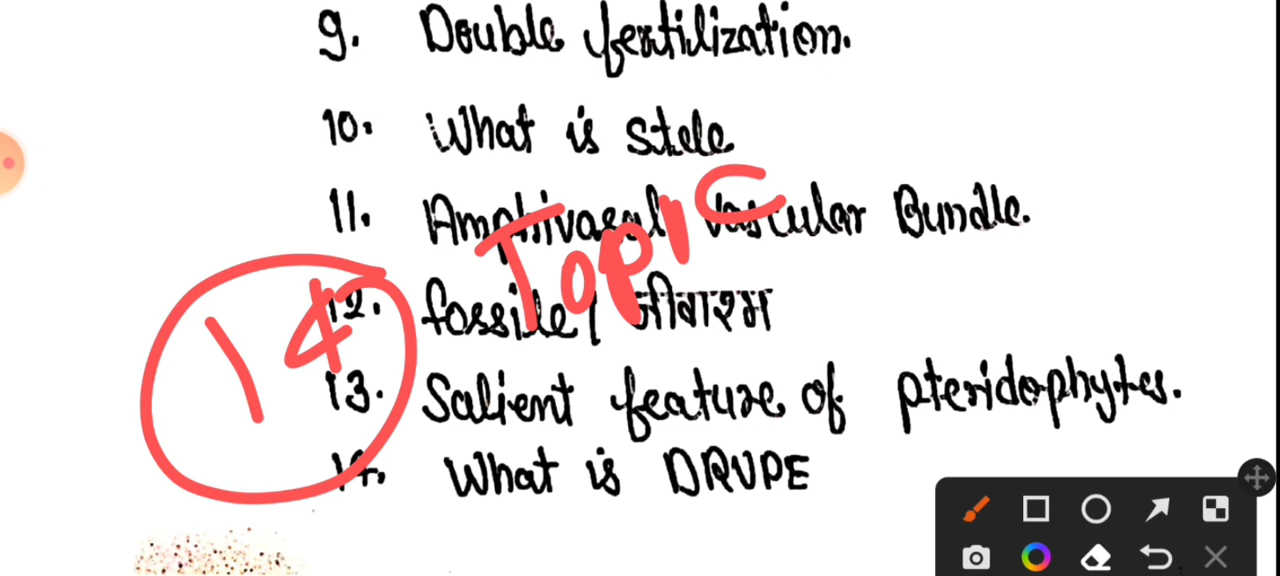 9. Double fertilization.
10. What is stele
11. Amphivasal vascular Bundle.
Topic
12. fossile / जीवाश्म
14
13. Salient feature of pteridophytes.
14. What is DRUPE